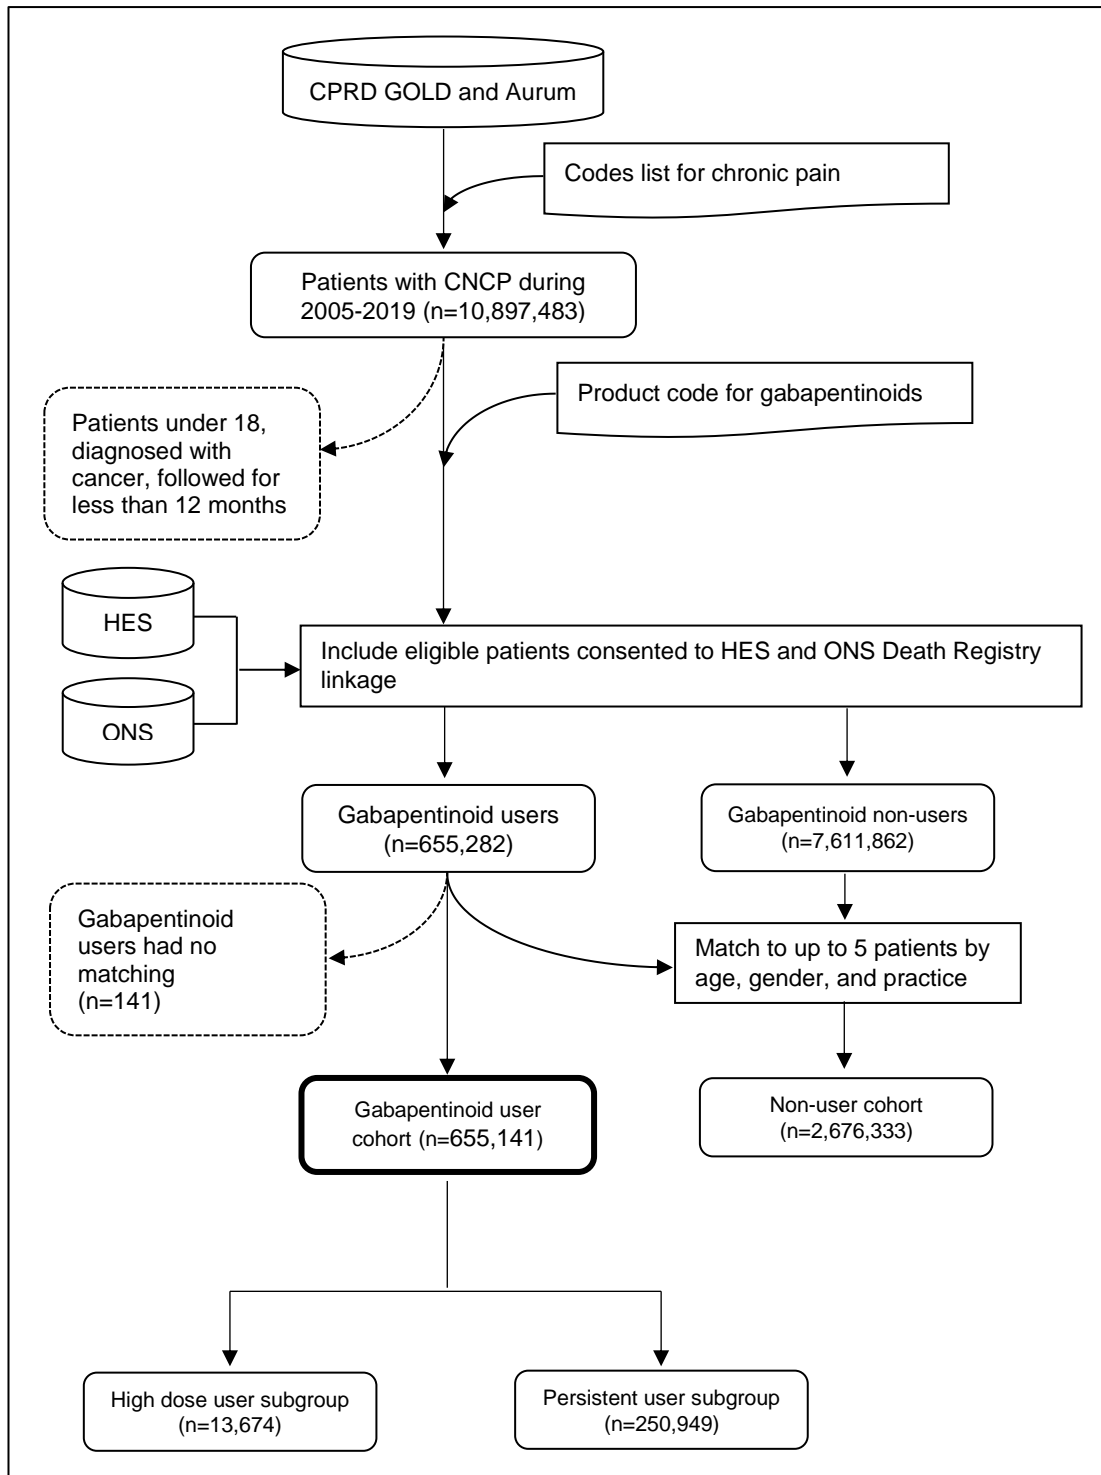 CPRD GOLD and Aurum
Codes list for chronic pain
Patients with CNCP during
2005-2019 (n=10,897,483)
Product code for gabapentinoids
Patients under 18,
diagnosed with
cancer, followed for
less than 12 months
HES
ONS
Include eligible patients consented to HES and ONS Death Registry
linkage
Gabapentinoid users
(n=655,282)
Gabapentinoid non-users
(n=7,611,862)
Gabapentinoid
users had no
matching
(n=141)
Match to up to 5 patients by
age, gender, and practice
Gabapentinoid user
cohort (n=655,141)
Non-user cohort
(n=2,676,333)
High dose user subgroup
(n=13,674)
Persistent user subgroup
(n=250,949)